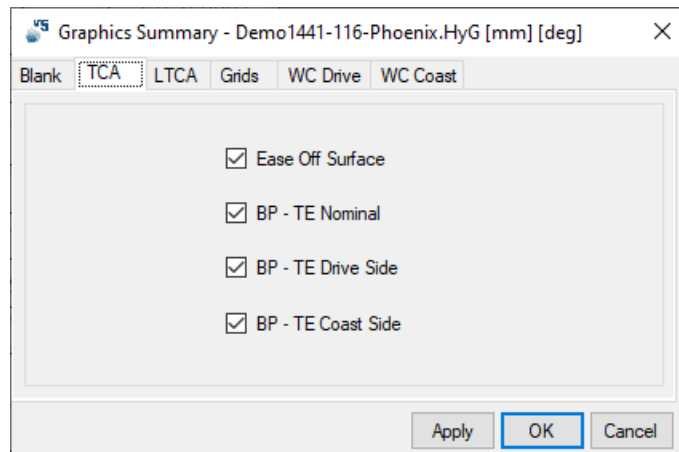 Graphics Summary - Demo1441-116-Phoenix.HyG [mm] [deg]
Blank TCA LTCA Grids WC Drive WC Coast
Ease Off Surface
BP - TE Nominal
BP - TE Drive Side
BP - TE Coast Side
Apply OK Cancel